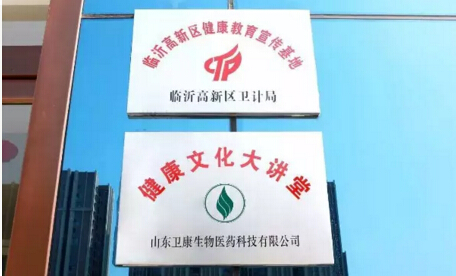 临沂高新区健康教育宣传基地
临沂高新区卫计局
健康文化大讲堂
山东卫康生物医药科技有限公司